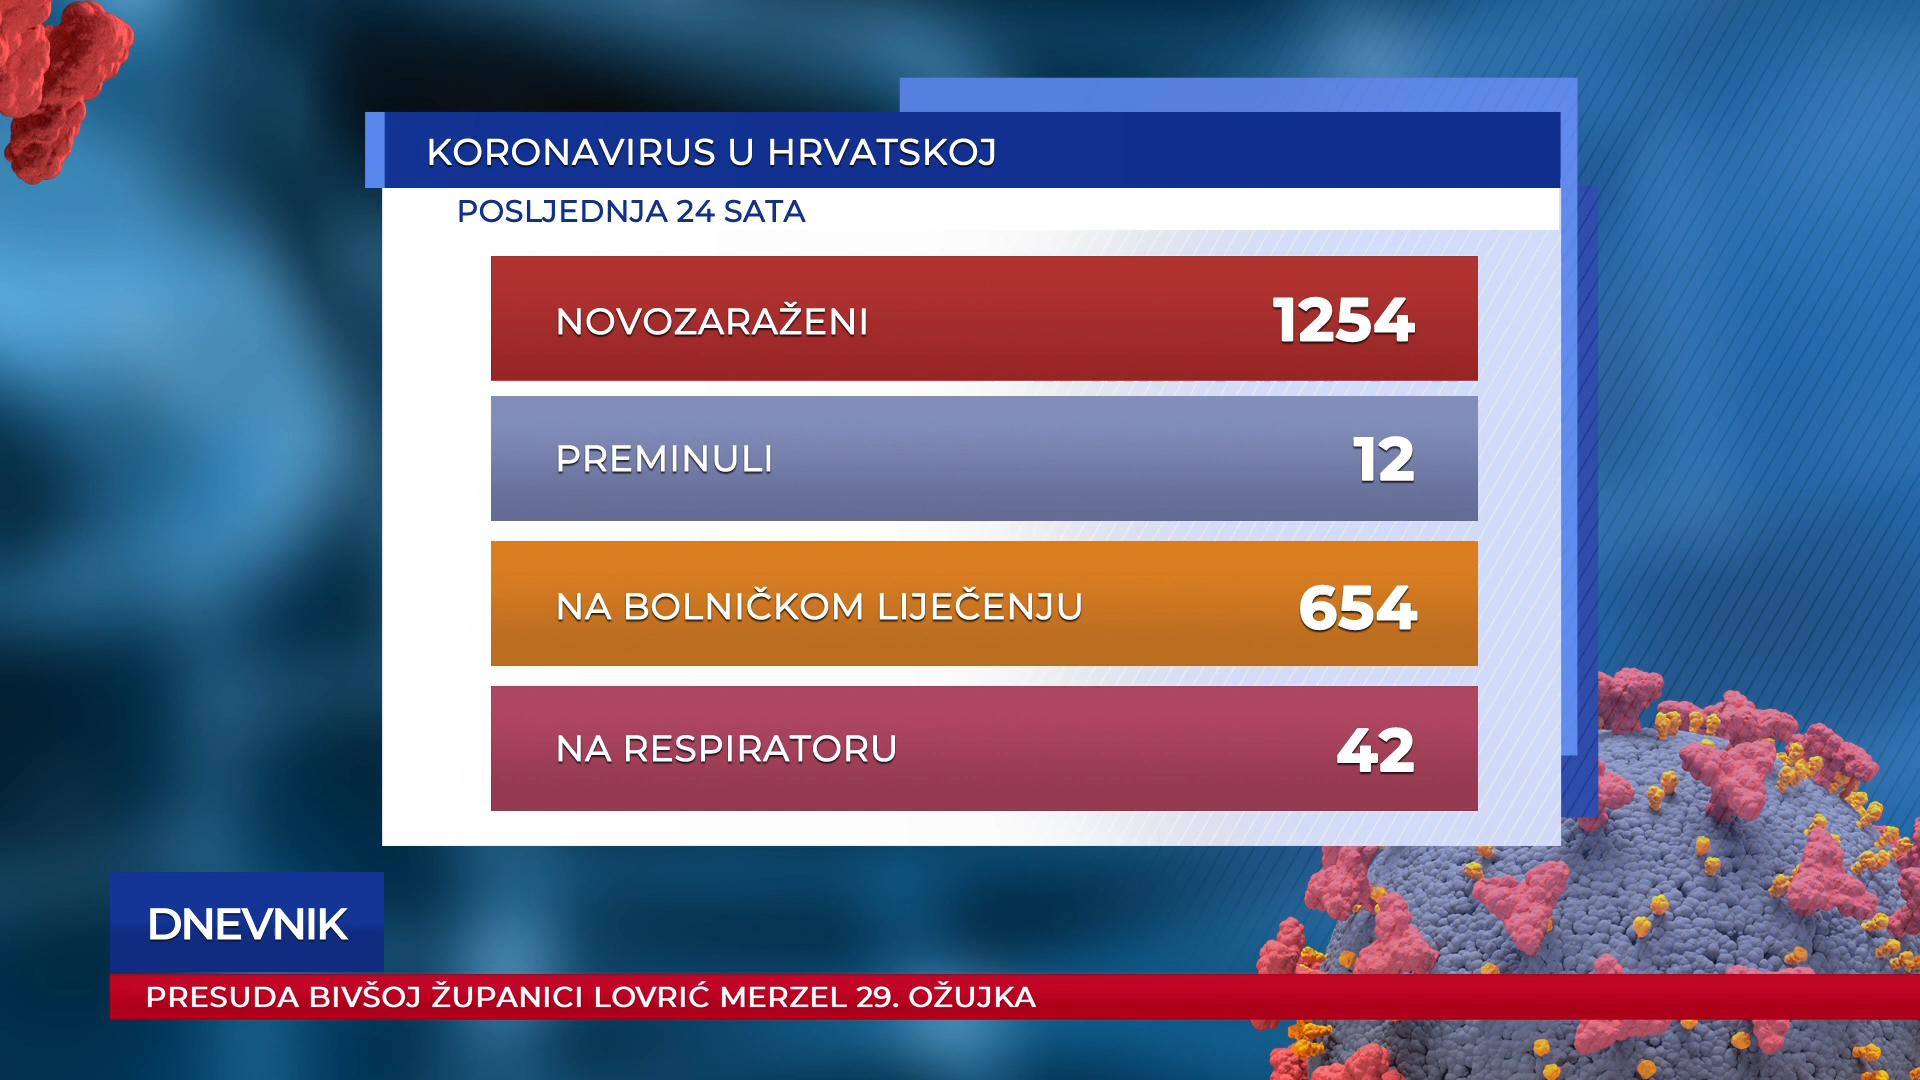 KORONAVIRUS U HRVATSKOJ
POSLJEDNJA 24 SATA
NOVOZARAŽENI 1254
PREMINULI 12
NA BOLNIČKOM LIJEČENJU 654
NA RESPIRATORU 42
DNEVNIK
PRESUDA BIVŠOJ ŽUPANICI LOVRIĆ MERZEL 29. OŽUJKA